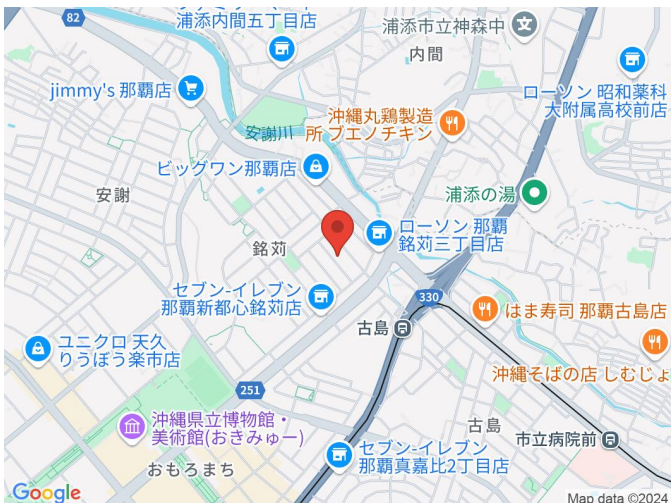 浦添内間五丁目店
82
浦添市立神森中
内間
jimmy's 那覇店
沖縄丸鶏製造
所 ブエノチキン
ローソン 昭和薬科
大附属高校前店
安謝川
ビッグワン那覇店
安謝
浦添の湯
銘苅
ローソン 那覇
銘苅三丁目店
セブン-イレブン
那覇新都心銘苅店
330
古島
はま寿司 那覇古島店
ユニクロ 天久
りうぼう楽市店
沖縄そばの店 しむじょ
251
沖縄県立博物館・
美術館(おきみゅー)
古島
市立病院前
おもろまち
セブン-イレブン
那覇真嘉比2丁目店
Google
Map data ©2024